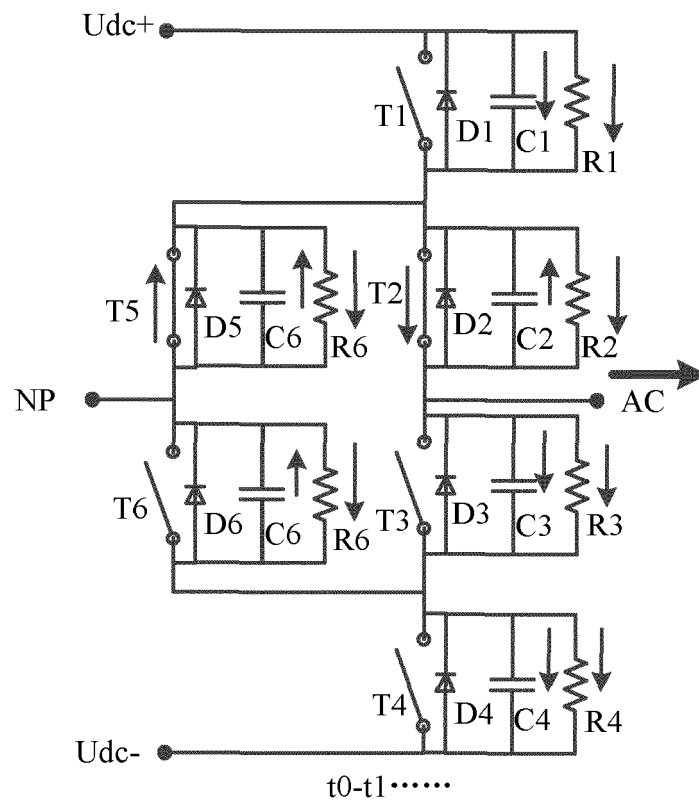 Udc+
T1
D1
C1
R1
T5
D5
C6
R6
T2
D2
C2
R2
NP
AC
T6
D6
C6
R6
T3
D3
C3
R3
T4
D4
C4
R4
Udc-
t0-t1······